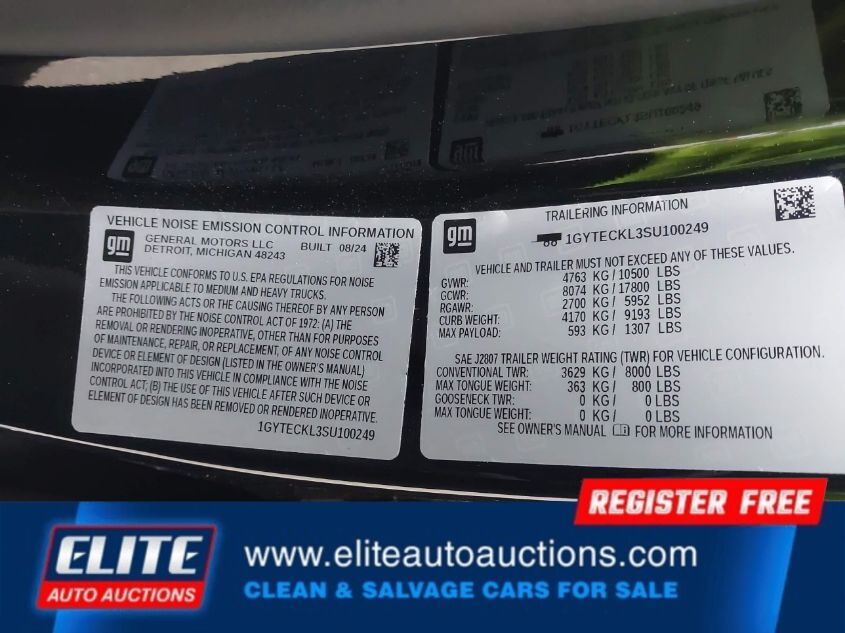 VEHICLE NOISE EMISSION CONTROL INFORMATION
gm
GENERAL MOTORS LLC BUILT 08/24
DETROIT, MICHIGAN 48243
THIS VEHICLE CONFORMS TO U.S. EPA REGULATIONS FOR NOISE
EMISSION APPLICABLE TO MEDIUM AND HEAVY TRUCKS.
THE FOLLOWING ACTS OR THE CAUSING THEREOF BY ANY PERSON
ARE PROHIBITED BY THE NOISE CONTROL ACT OF 1972: (A) THE
REMOVAL OR RENDERING INOPERATIVE, OTHER THAN FOR PURPOSES
OF MAINTENANCE, REPAIR, OR REPLACEMENT, OF ANY NOISE CONTROL
DEVICE OR ELEMENT OF DESIGN (LISTED IN THE OWNER'S MANUAL)
INCORPORATED INTO THIS VEHICLE IN COMPLIANCE WITH THE NOISE
CONTROL ACT; (B) THE USE OF THIS VEHICLE AFTER SUCH DEVICE OR
ELEMENT OF DESIGN HAS BEEN REMOVED OR RENDERED INOPERATIVE.
1GYTECKL3SU100249
gm
TRAILERING INFORMATION
1GYTECKL3SU100249
VEHICLE AND TRAILER MUST NOT EXCEED ANY OF THESE VALUES.
GVWR: 4763 KG/10500 LBS
GCWR: 8074 KG/17800 LBS
RGAWR: 2700 KG/ 5952 LBS
CURB WEIGHT: 4170 KG/ 9193 LBS
MAX PAYLOAD: 593 KG/ 1307 LBS
SAE J2807 TRAILER WEIGHT RATING (TWR) FOR VEHICLE CONFIGURATION.
CONVENTIONAL TWR: 3629 KG/ 8000 LBS
MAX TONGUE WEIGHT: 363 KG/ 800 LBS
GOOSENECK TWR: 0 KG/ 0 LBS
MAX TONGUE WEIGHT: 0 KG/ 0 LBS
SEE OWNER'S MANUAL FOR MORE INFORMATION
REGISTER FREE
ELITE
AUTO AUCTIONS
www.eliteautoauctions.com
CLEAN & SALVAGE CARS FOR SALE